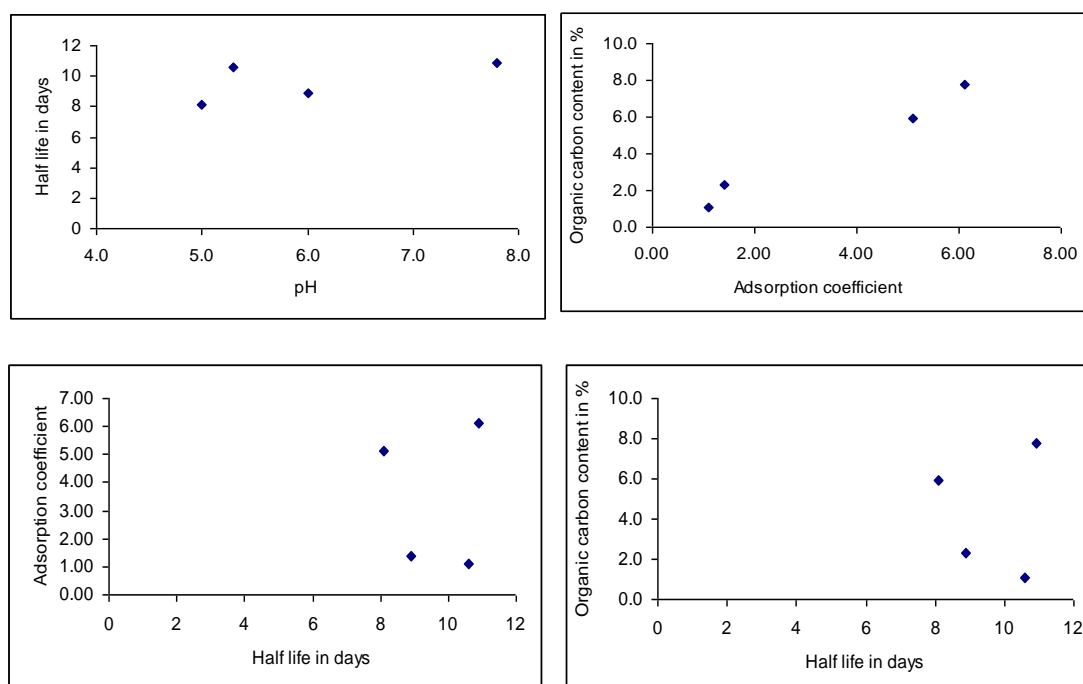 Half life in days
12
10
8
6
4
2
0
4.0 5.0 6.0 7.0 8.0
pH
Organic carbon content in %
10.0
8.0
6.0
4.0
2.0
0.0
0.00 2.00 4.00 6.00 8.00
Adsorption coefficient
Adsorption coefficient
7.00
6.00
5.00
4.00
3.00
2.00
1.00
0.00
0 2 4 6 8 10 12
Half life in days
Organic carbon content in %
10.0
8.0
6.0
4.0
2.0
0.0
0 2 4 6 8 10 12
Half life in days